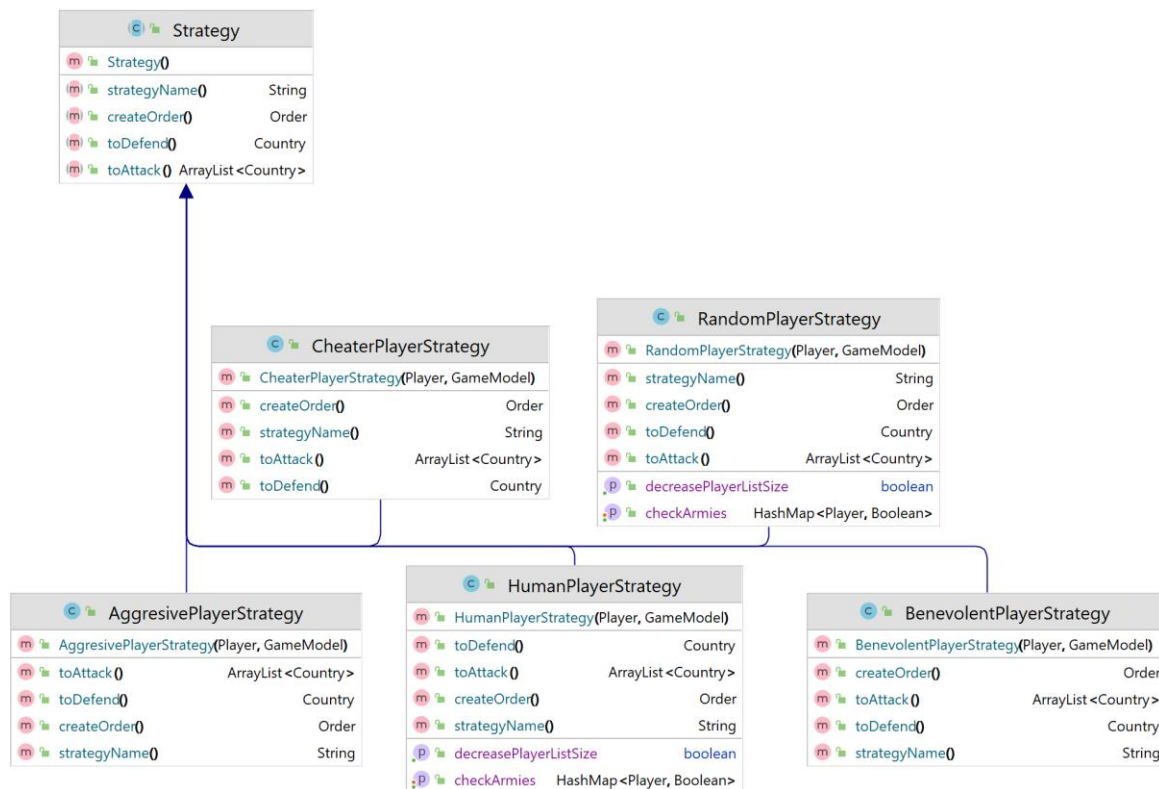 Strategy
Strategy()
strategyName() String
createOrder() Order
toDefend() Country
toAttack() ArrayList<Country>
CheaterPlayerStrategy
CheaterPlayerStrategy(Player, GameModel)
createOrder() Order
strategyName() String
toAttack() ArrayList<Country>
toDefend() Country
RandomPlayerStrategy
RandomPlayerStrategy(Player, GameModel)
strategyName() String
createOrder() Order
toDefend() Country
toAttack() ArrayList<Country>
decreasePlayerListSize boolean
checkArmies HashMap<Player, Boolean>
AggresivePlayerStrategy
AggresivePlayerStrategy(Player, GameModel)
toAttack() ArrayList<Country>
toDefend() Country
createOrder() Order
strategyName() String
HumanPlayerStrategy
HumanPlayerStrategy(Player, GameModel)
toDefend() Country
toAttack() ArrayList<Country>
createOrder() Order
strategyName() String
decreasePlayerListSize boolean
checkArmies HashMap<Player, Boolean>
BenevolentPlayerStrategy
BenevolentPlayerStrategy(Player, GameModel)
createOrder() Order
toAttack() ArrayList<Country>
toDefend() Country
strategyName() String